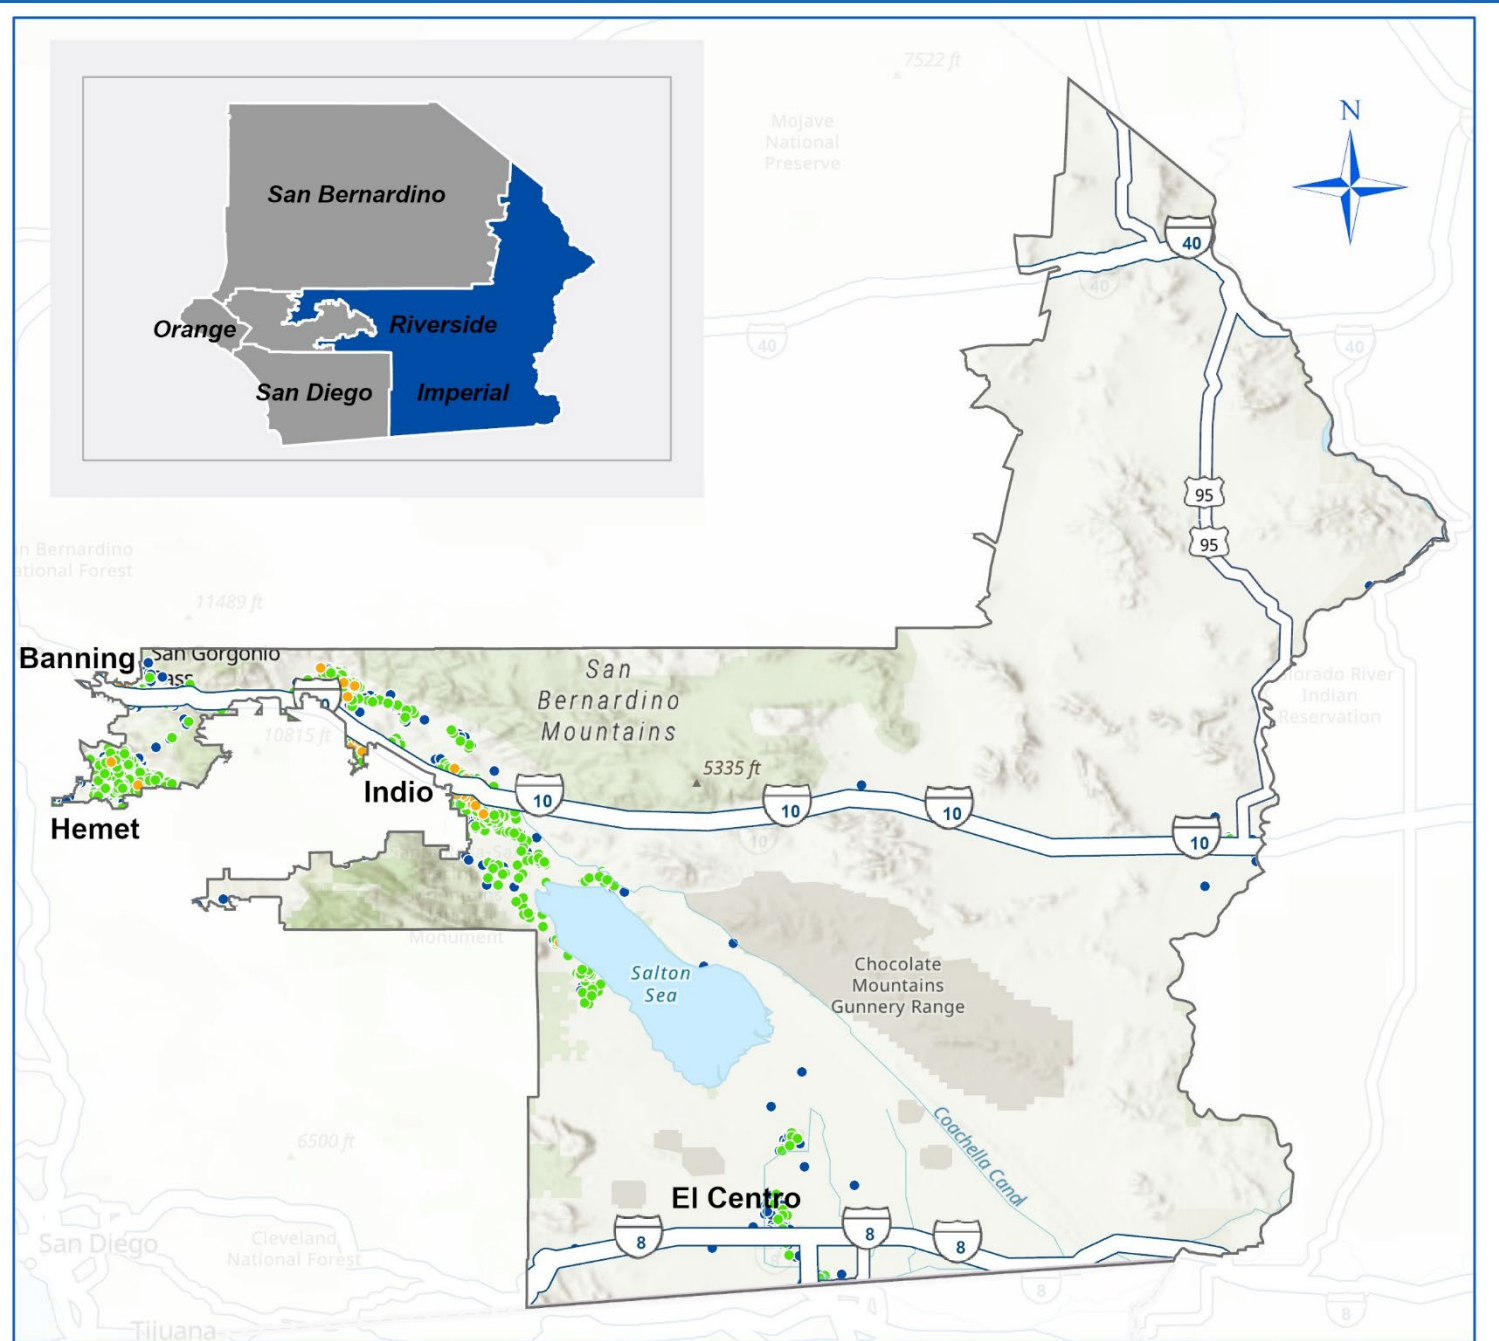 7522 ft
Mojave
National
Preserve
N
San Bernardino
Orange
Riverside
San Diego
Imperial
40
40
40
40
95
95
n Bernardino
ational Forest
11489 ft
Banning
San Gorgonio
ass
10815 ft
San
Bernardino
Mountains
5335 ft
orado River
Indian
Reservation
Indio
10
10
10
10
10
Hemet
Monument
Salton
Sea
Chocolate
Mountains
Gunnery Range
Coachella Canal
6500 ft
El Centro
8
8
8
San Diego
Cleveland
National Forest
8
8
Tijuana